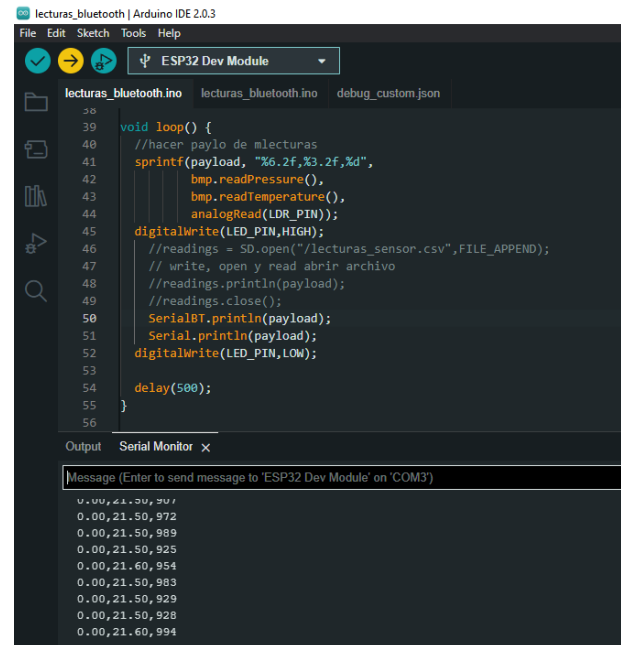 lecturas_bluetooth | Arduino IDE 2.0.3
File Edit Sketch Tools Help
ESP32 Dev Module
lecturas_bluetooth.ino lecturas_bluetooth.ino debug_custom.json
38
39 void loop() {
40 //hacer paylo de mlecturas
41 sprintf(payload, "%6.2f,%3.2f,%d",
42 bmp.readPressure(),
43 bmp.readTemperature(),
44 analogRead(LDR_PIN));
45 digitalWrite(LED_PIN,HIGH);
46 //readings = SD.open("/lecturas_sensor.csv",FILE_APPEND);
47 // write, open y read abrir archivo
48 //readings.println(payload);
49 //readings.close();
50 SerialBT.println(payload);
51 Serial.println(payload);
52 digitalWrite(LED_PIN,LOW);
53
54 delay(500);
55 }
56
Output Serial Monitor
Message (Enter to send message to 'ESP32 Dev Module' on 'COM3')
0.00,21.50,967
0.00,21.50,972
0.00,21.50,989
0.00,21.50,925
0.00,21.60,954
0.00,21.50,983
0.00,21.50,929
0.00,21.50,928
0.00,21.60,994